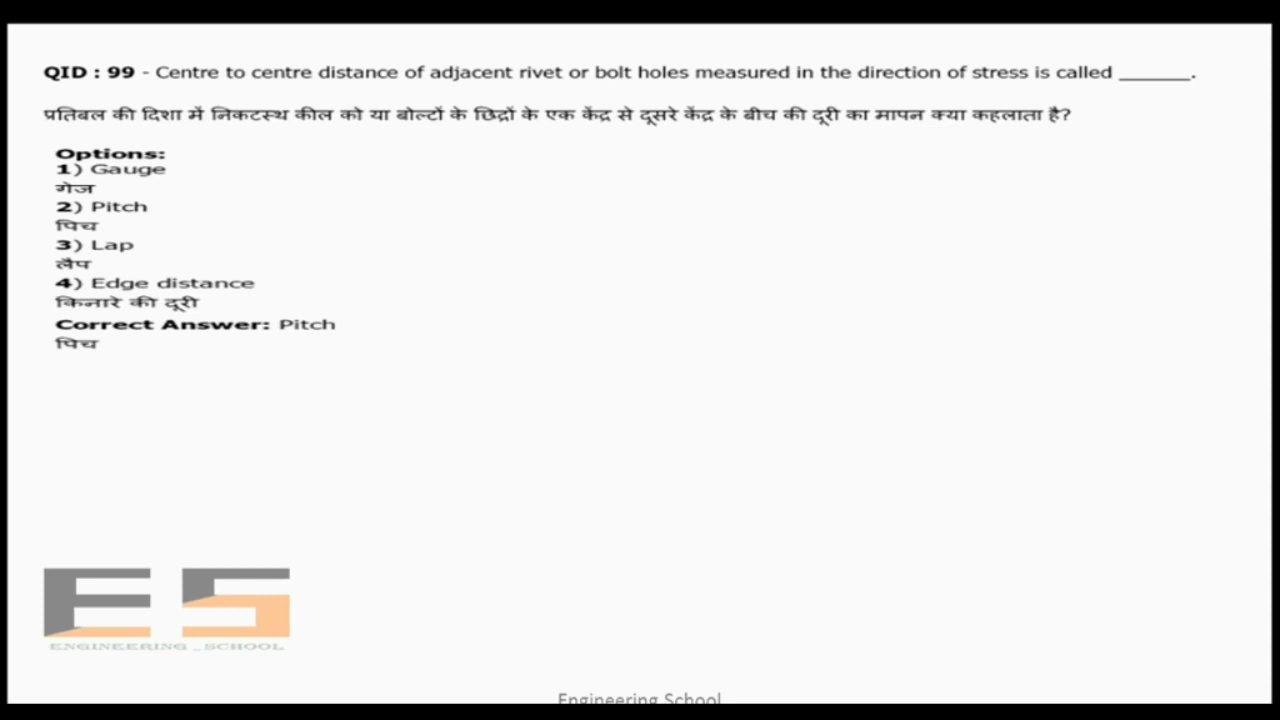 QID : 99 - Centre to centre distance of adjacent rivet or bolt holes measured in the direction of stress is called _______.
प्रतिबल की दिशा में निकटस्थ कील को या बोल्टों के छिद्रों के एक केंद्र से दूसरे केंद्र के बीच की दूरी का मापन क्या कहलाता है?
Options:
1) Gauge
गेज
2) Pitch
पिच
3) Lap
लैप
4) Edge distance
किनारे की दूरी
Correct Answer: Pitch
पिच
ES
ENGINEERING_SCHOOL
Engineering School